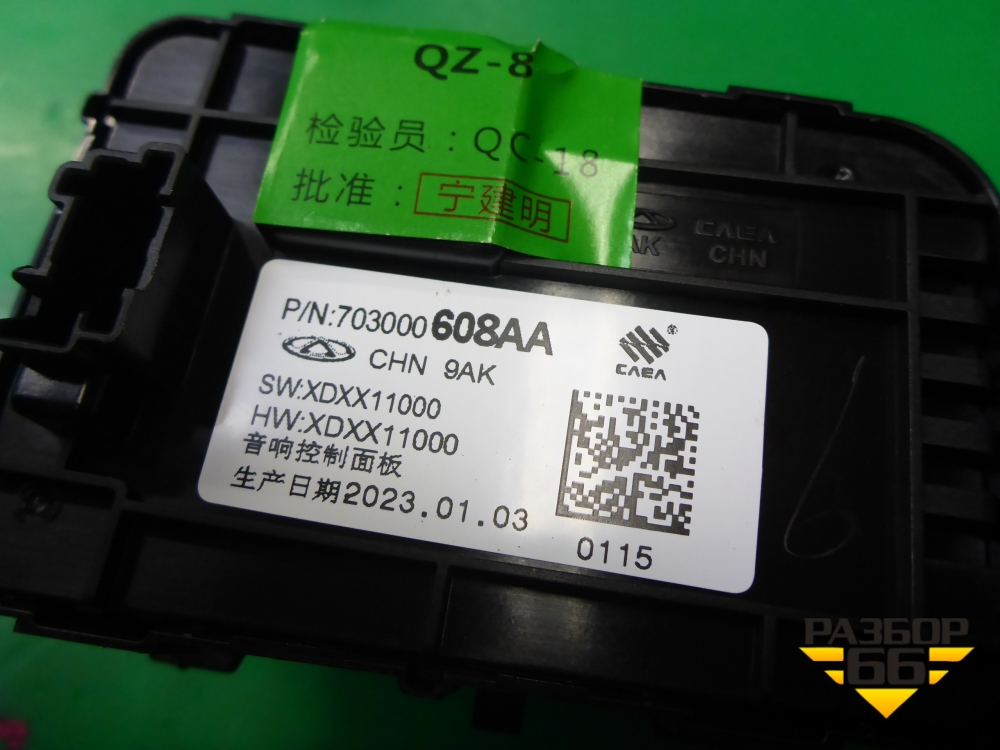 QZ-8
检验员：QC-18
批准：宁建明
AK CAEA
CHN
P/N:703000608AA
CHN 9AK
CAEA
SW:XDXX11000
HW:XDXX11000
音响控制面板
生产日期2023.01.03
0115
6
РАЗБОР
66